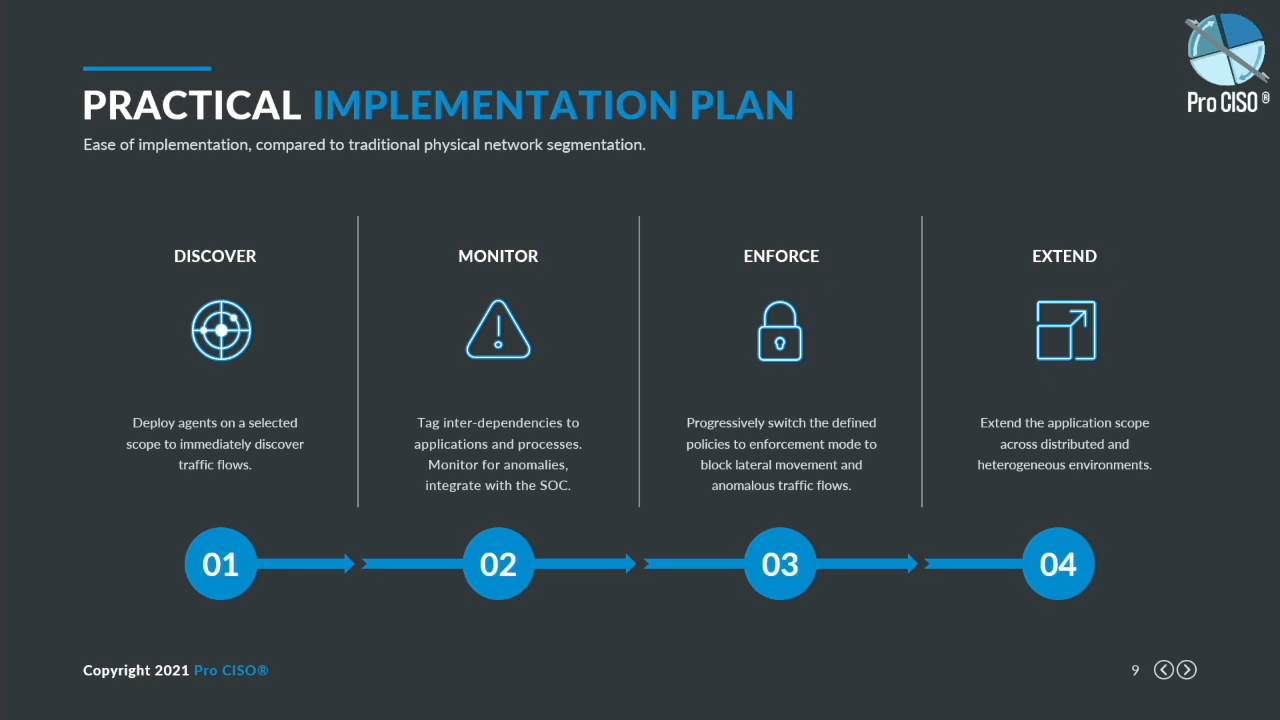 Pro CISO ®
PRACTICAL IMPLEMENTATION PLAN
Ease of implementation, compared to traditional physical network segmentation.
DISCOVER
Deploy agents on a selected
scope to immediately discover
traffic flows.
MONITOR
Tag inter-dependencies to
applications and processes.
Monitor for anomalies,
integrate with the SOC.
ENFORCE
Progressively switch the defined
policies to enforcement mode to
block lateral movement and
anomalous traffic flows.
EXTEND
Extend the application scope
across distributed and
heterogeneous environments.
01
02
03
04
Copyright 2021 Pro CISO®
9